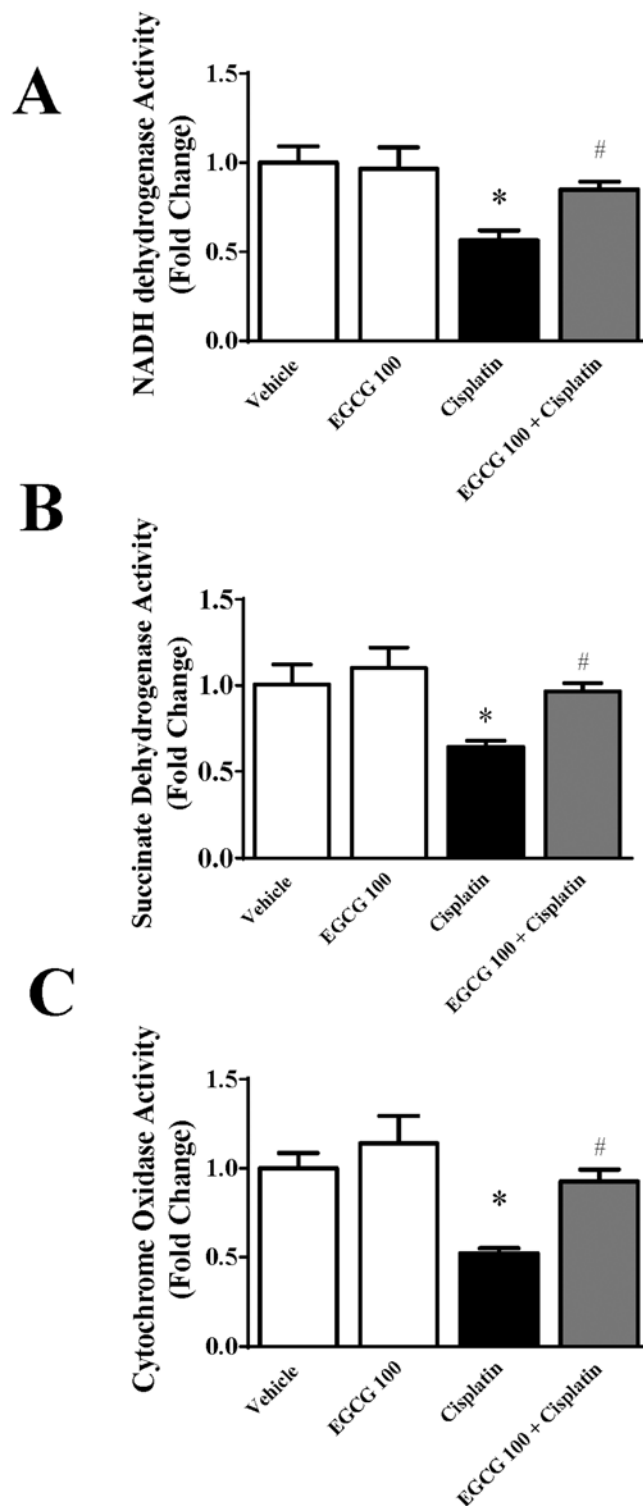 A
NADH dehydrogenase Activity
(Fold Change)
1.5
1.0
0.5
0.0
*
#
Vehicle
EGCG 100
Cisplatin
EGCG 100 + Cisplatin
B
Succinate Dehydrogenase Activity
(Fold Change)
1.5
1.0
0.5
0.0
*
#
Vehicle
EGCG 100
Cisplatin
EGCG 100 + Cisplatin
C
Cytochrome Oxidase Activity
(Fold Change)
1.5
1.0
0.5
0.0
*
#
Vehicle
EGCG 100
Cisplatin
EGCG 100 + Cisplatin